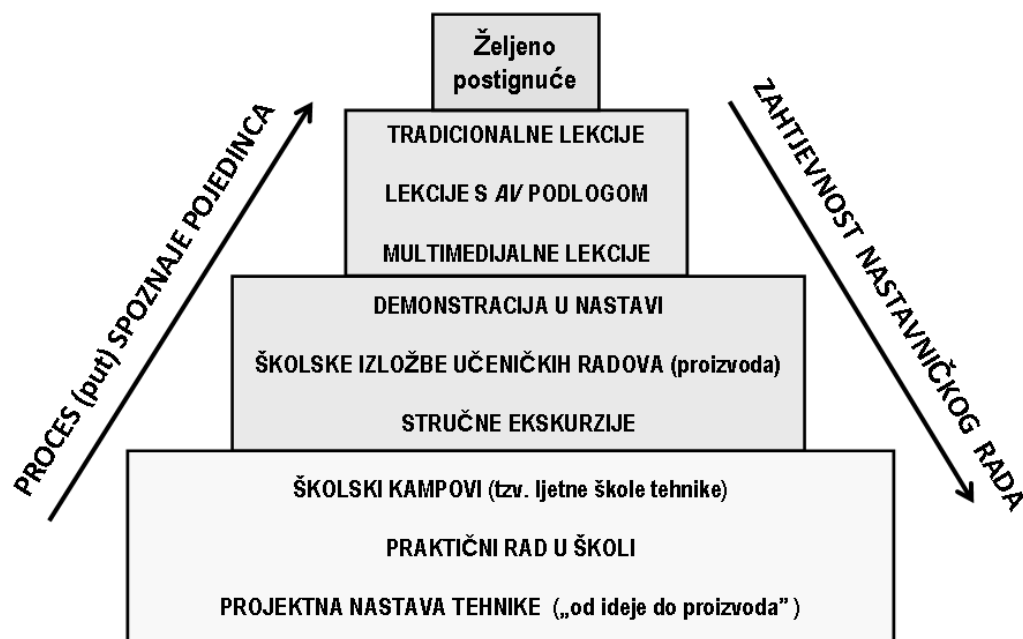 Željeno
postignuće
PROCES (put) SPOZNAJE POJEDINCA
ZAHTJEVNOST NASTAVNIČKOG RADA
TRADICIONALNE LEKCIJE
LEKCIJE S AV PODLOGOM
MULTIMEDIJALNE LEKCIJE
DEMONSTRACIJA U NASTAVI
ŠKOLSKE IZLOŽBE UČENIČKIH RADOVA (proizvoda)
STRUČNE EKSKURZIJE
ŠKOLSKI KAMPOVI (tzv. ljetne škole tehnike)
PRAKTIČNI RAD U ŠKOLI
PROJEKTNA NASTAVA TEHNIKE („od ideje do proizvoda” )